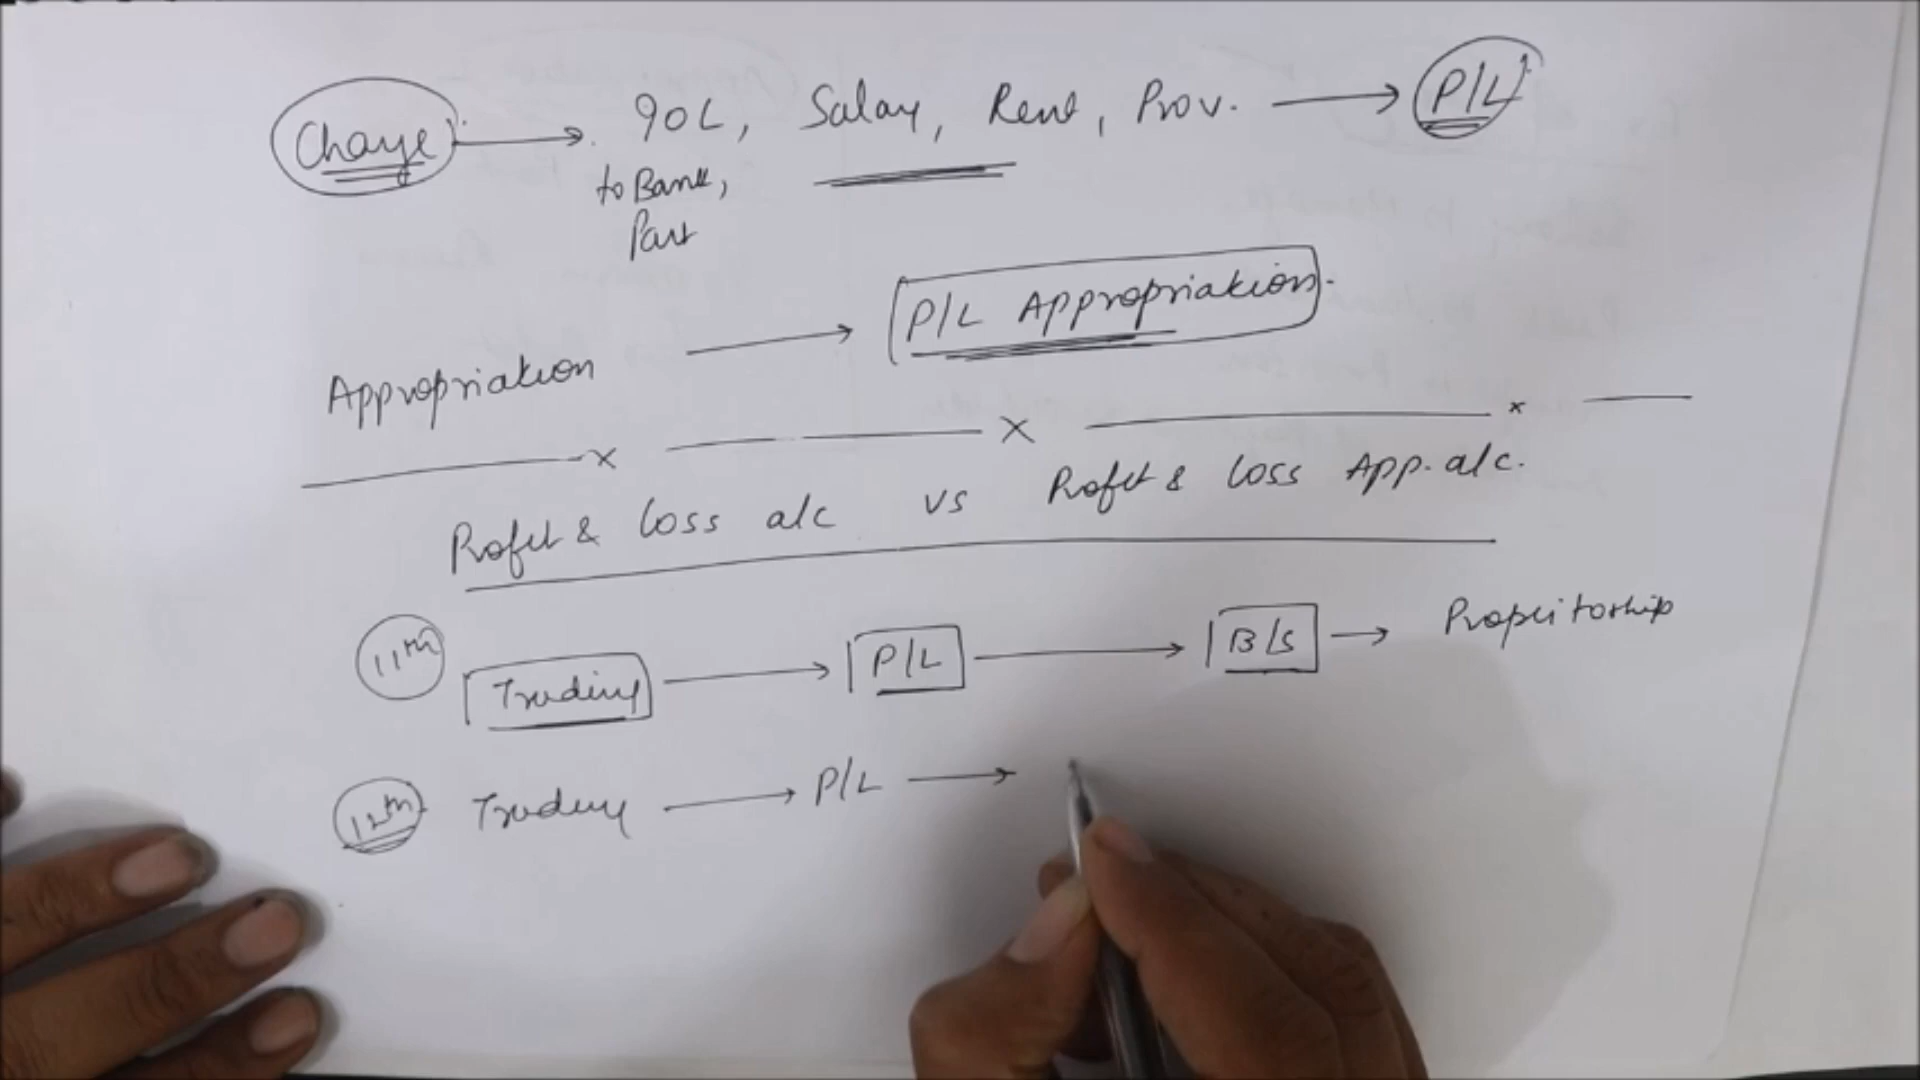 Charge → 90L, Salary, Rent, Prov. → P/L
to Bank,
Part
Appropriation → P/L Appropriation.
x x x
Profit & Loss a/c vs Profit & Loss App. a/c.
11th Trading → P/L → B/S → Propeitorship
12th Trading → P/L →